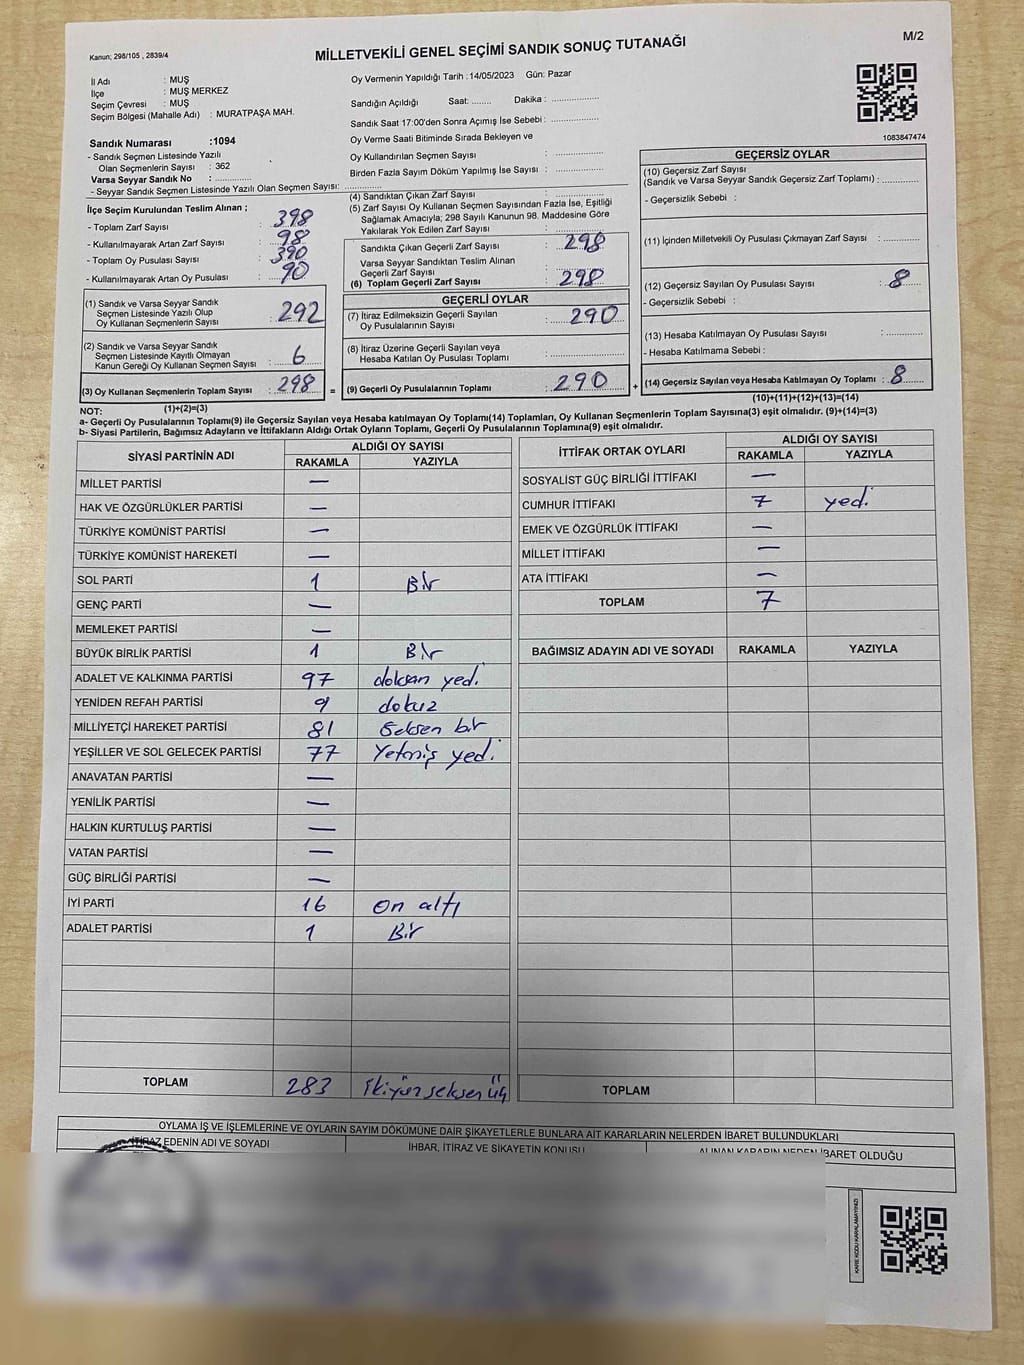 Kanun; 298/105 , 2839/4
MİLLETVEKİLİ GENEL SEÇİMİ SANDIK SONUÇ TUTANAĞI
M/2
İl Adı : MUŞ
İlçe : MUŞ MERKEZ
Seçim Çevresi : MUŞ
Seçim Bölgesi (Mahalle Adı) : MURATPAŞA MAH.
Oy Vermenin Yapıldığı Tarih :14/05/2023 Gün: Pazar
Sandığın Açıldığı Saat: ........ Dakika : ...................
Sandık Saat 17:00'den Sonra Açımış İse Sebebi : ...................
Oy Verme Saati Bitiminde Sırada Bekleyen ve
Oy Kullandırılan Seçmen Sayısı : ...................
Birden Fazla Sayım Döküm Yapılmış İse Sayısı : ...................
1083847474
Sandık Numarası :1094
- Sandık Seçmen Listesinde Yazılı
Olan Seçmenlerin Sayısı : 362
Varsa Seyyar Sandık No : ...............
- Seyyar Sandık Seçmen Listesinde Yazılı Olan Seçmen Sayısı: ...............
İlçe Seçim Kurulundan Teslim Alınan ;
- Toplam Zarf Sayısı : 398
- Kullanılmayarak Artan Zarf Sayısı : 98
- Toplam Oy Pusulası Sayısı : 390
- Kullanılmayarak Artan Oy Pusulası : 90
(1) Sandık ve Varsa Seyyar Sandık
Seçmen Listesinde Yazılı Olup
Oy Kullanan Seçmenlerin Sayısı : 292
(2) Sandık ve Varsa Seyyar Sandık
Seçmen Listesinde Kayıtlı Olmayan
Kanun Gereği Oy Kullanan Seçmen Sayısı : 6
(3) Oy Kullanan Seçmenlerin Toplam Sayısı : 298 =
(1)+(2)=(3)
(4) Sandıktan Çıkan Zarf Sayısı : ...............
(5) Zarf Sayısı Oy Kullanan Seçmen Sayısından Fazla İse, Eşitliği
Sağlamak Amacıyla; 298 Sayılı Kanunun 98. Maddesine Göre
Yakılarak Yok Edilen Zarf Sayısı : ...............
Sandıkta Çıkan Geçerli Zarf Sayısı : 298
Varsa Seyyar Sandıktan Teslim Alınan
Geçerli Zarf Sayısı : ...............
(6) Toplam Geçerli Zarf Sayısı : 298
GEÇERLİ OYLAR
(7) İtiraz Edilmeksizin Geçerli Sayılan
Oy Pusulalarının Sayısı : 290
(8) İtiraz Üzerine Geçerli Sayılan veya
Hesaba Katılan Oy Pusulası Toplamı : ...............
(9) Geçerli Oy Pusulalarının Toplamı : 290 +
GEÇERSİZ OYLAR
(10) Geçersiz Zarf Sayısı
(Sandık ve Varsa Seyyar Sandık Geçersiz Zarf Toplamı) : ...............
- Geçersizlik Sebebi :
(11) İçinden Milletvekili Oy Pusulası Çıkmayan Zarf Sayısı : ...............
(12) Geçersiz Sayılan Oy Pusulası Sayısı : 8
- Geçersizlik Sebebi :
(13) Hesaba Katılmayan Oy Pusulası Sayısı : ...............
- Hesaba Katılmama Sebebi :
(14) Geçersiz Sayılan veya Hesaba Katılmayan Oy Toplamı : 8
(10)+(11)+(12)+(13)=(14)
NOT:
a- Geçerli Oy Pusulalarının Toplamı(9) ile Geçersiz Sayılan veya Hesaba katılmayan Oy Toplamı(14) Toplamları, Oy Kullanan Seçmenlerin Toplam Sayısına(3) eşit olmalıdır. (9)+(14)=(3)
b- Siyasi Partilerin, Bağımsız Adayların ve İttifakların Aldığı Ortak Oyların Toplamı, Geçerli Oy Pusulalarının Toplamına(9) eşit olmalıdır.
SİYASİ PARTİNİN ADI ALDIĞI OY SAYISI
RAKAMLA YAZIYLA
MİLLET PARTİSİ —
HAK VE ÖZGÜRLÜKLER PARTİSİ —
TÜRKİYE KOMÜNİST PARTİSİ —
TÜRKİYE KOMÜNİST HAREKETİ —
SOL PARTİ 1 Bir
GENÇ PARTİ —
MEMLEKET PARTİSİ —
BÜYÜK BİRLİK PARTİSİ 1 Bir
ADALET VE KALKINMA PARTİSİ 97 doksan yedi
YENİDEN REFAH PARTİSİ 9 dokuz
MİLLİYETÇİ HAREKET PARTİSİ 81 Seksen bir
YEŞİLLER VE SOL GELECEK PARTİSİ 77 Yetmiş yedi
ANAVATAN PARTİSİ —
YENİLİK PARTİSİ —
HALKIN KURTULUŞ PARTİSİ —
VATAN PARTİSİ —
GÜÇ BİRLİĞİ PARTİSİ —
İYİ PARTİ 16 On altı
ADALET PARTİSİ 1 Bir
TOPLAM 283 İkiyüz seksen üç
İTTİFAK ORTAK OYLARI ALDIĞI OY SAYISI
RAKAMLA YAZIYLA
SOSYALİST GÜÇ BİRLİĞİ İTTİFAKI —
CUMHUR İTTİFAKI 7 yedi
EMEK VE ÖZGÜRLÜK İTTİFAKI —
MİLLET İTTİFAKI —
ATA İTTİFAKI —
TOPLAM 7
BAĞIMSIZ ADAYIN ADI VE SOYADI RAKAMLA YAZIYLA
TOPLAM
OYLAMA İŞ VE İŞLEMLERİNE VE OYLARIN SAYIM DÖKÜMÜNE DAİR ŞİKAYETLERLE BUNLARA AİT KARARLARIN NELERDEN İBARET BULUNDUKLARI
İTİRAZ EDENİN ADI VE SOYADI İHBAR, İTİRAZ VE ŞİKAYETİN KONUSU ALINAN KARARIN NEDEN İBARET OLDUĞU
KARE KODU KARALAMAYINIZ!